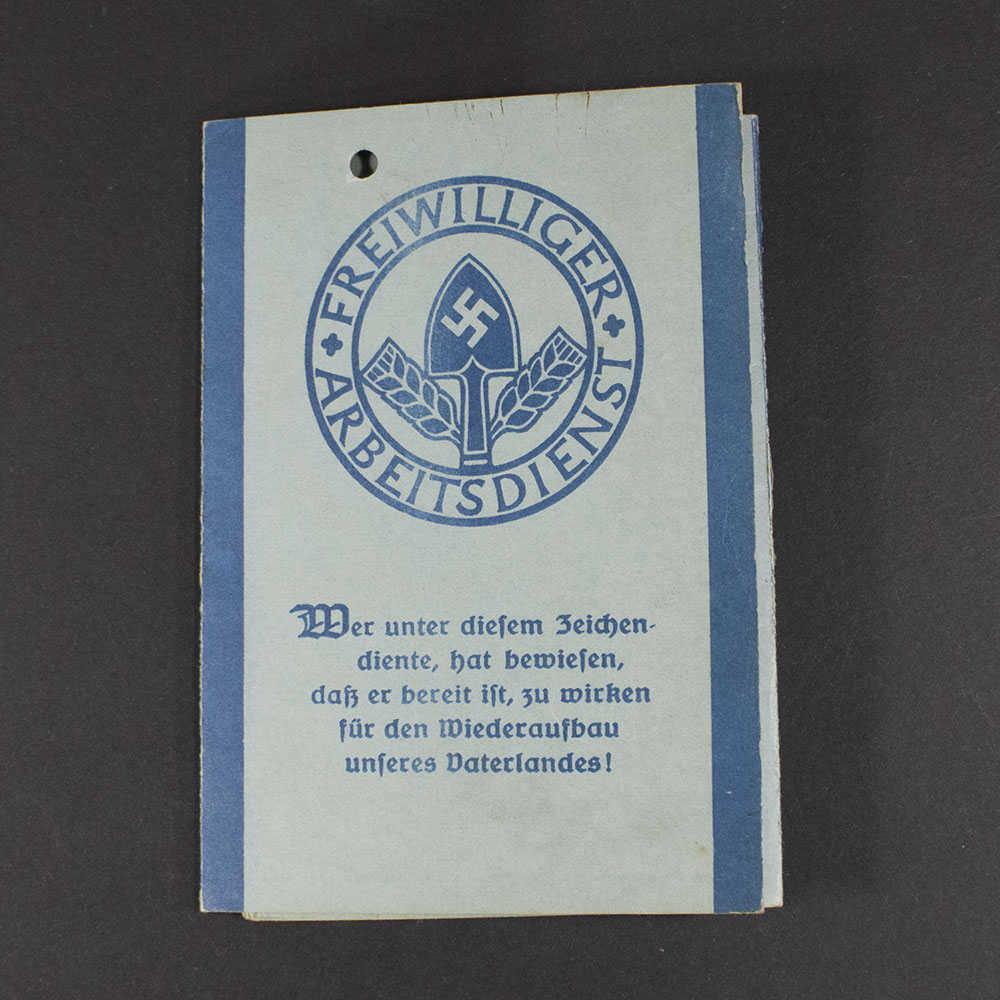 FREIWILLIGER
ARBEITSDIENST
Wer unter diesem Zeichen-
diente, hat bewiesen,
daß er bereit ist, zu wirken
für den Wiederaufbau
unseres Vaterlandes!